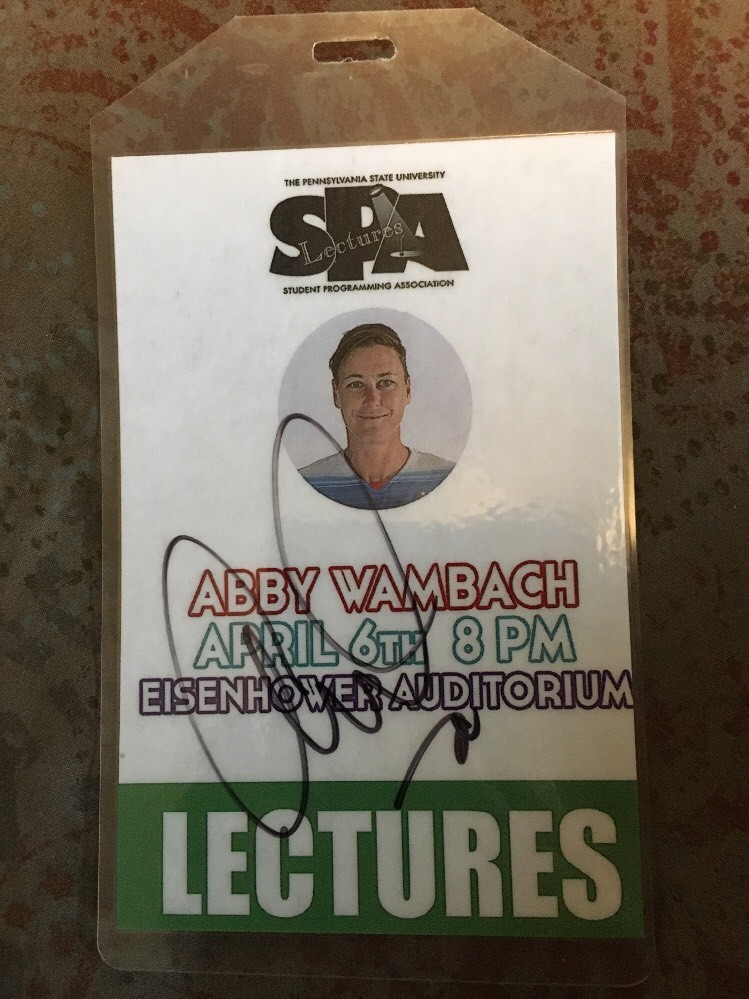 THE PENNSYLVANIA STATE UNIVERSITY
SPA
Lectures
STUDENT PROGRAMMING ASSOCIATION
ABBY WAMBACH
APRIL 6TH 8 PM
EISENHOWER AUDITORIUM
LECTURES